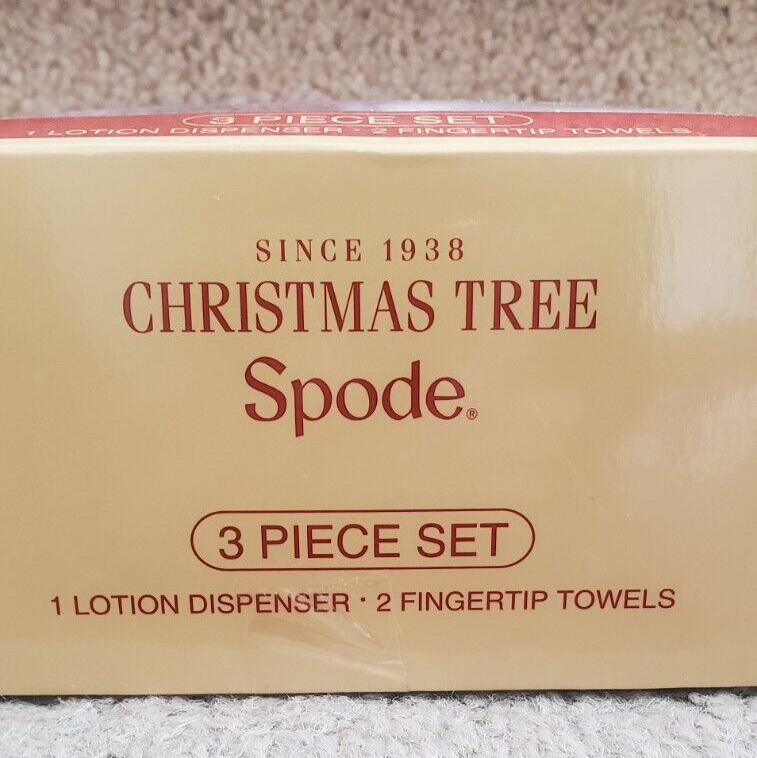 3 PIECE SET
1 LOTION DISPENSER • 2 FINGERTIP TOWELS
SINCE 1938
CHRISTMAS TREE
Spode®
3 PIECE SET
1 LOTION DISPENSER • 2 FINGERTIP TOWELS